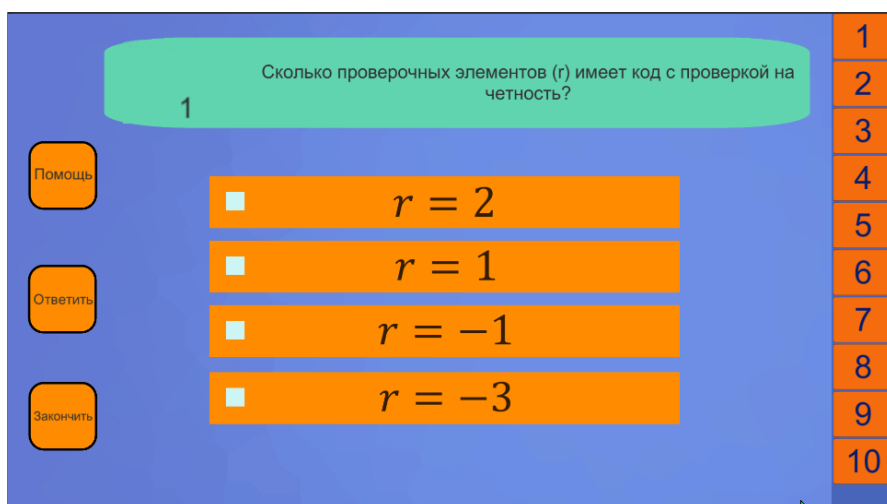 Сколько проверочных элементов (r) имеет код с проверкой на
четность?
1
Помощь
Ответить
Закончить
r = 2
r = 1
r = −1
r = −3
1
2
3
4
5
6
7
8
9
10